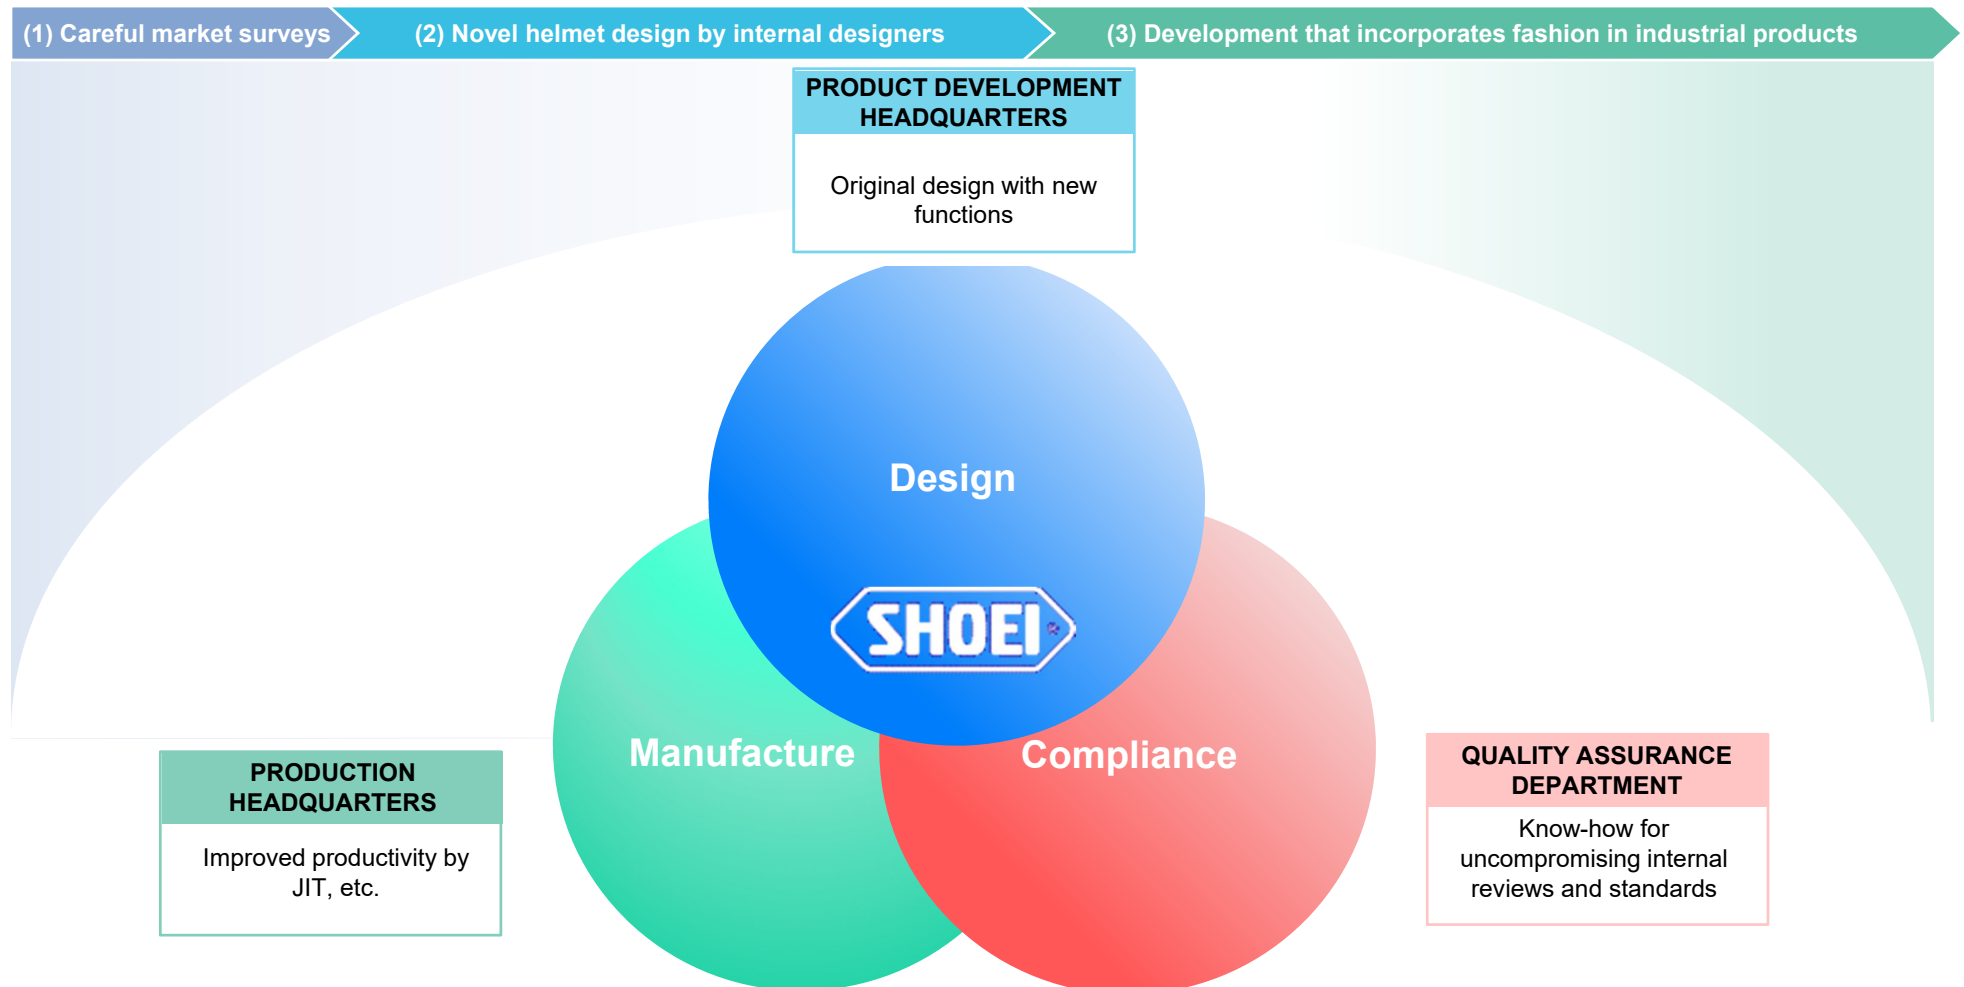 (1) Careful market surveys
(2) Novel helmet design by internal designers
(3) Development that incorporates fashion in industrial products
PRODUCT DEVELOPMENT
HEADQUARTERS
Original design with new
functions
Design
SHOEI®
Manufacture
Compliance
PRODUCTION
HEADQUARTERS
Improved productivity by
JIT, etc.
QUALITY ASSURANCE
DEPARTMENT
Know-how for
uncompromising internal
reviews and standards